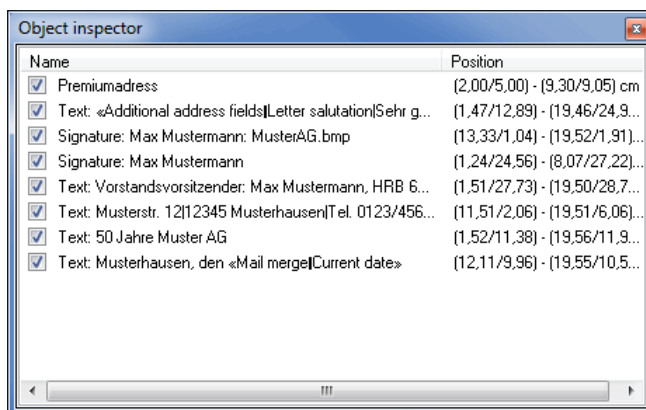 Object inspector
Name Position
Premiumadress (2,00/5,00) - (9,30/9,05) cm
Text: «Additional address fields|Letter salutation|Sehr g... (1,47/12,89) - (19,46/24,9...
Signature: Max Mustermann: MusterAG.bmp (13,33/1,04) - (19,52/1,91)...
Signature: Max Mustermann (1,24/24,56) - (8,07/27,22)...
Text: Vorstandsvorsitzender: Max Mustermann, HRB 6... (1,51/27,73) - (19,50/28,7...
Text: Musterstr. 12|12345 Musterhausen|Tel. 0123/456... (11,51/2,06) - (19,51/6,06)...
Text: 50 Jahre Muster AG (1,52/11,38) - (19,56/11,9...
Text: Musterhausen, den «Mail merge|Current date» (12,11/9,96) - (19,55/10,5...